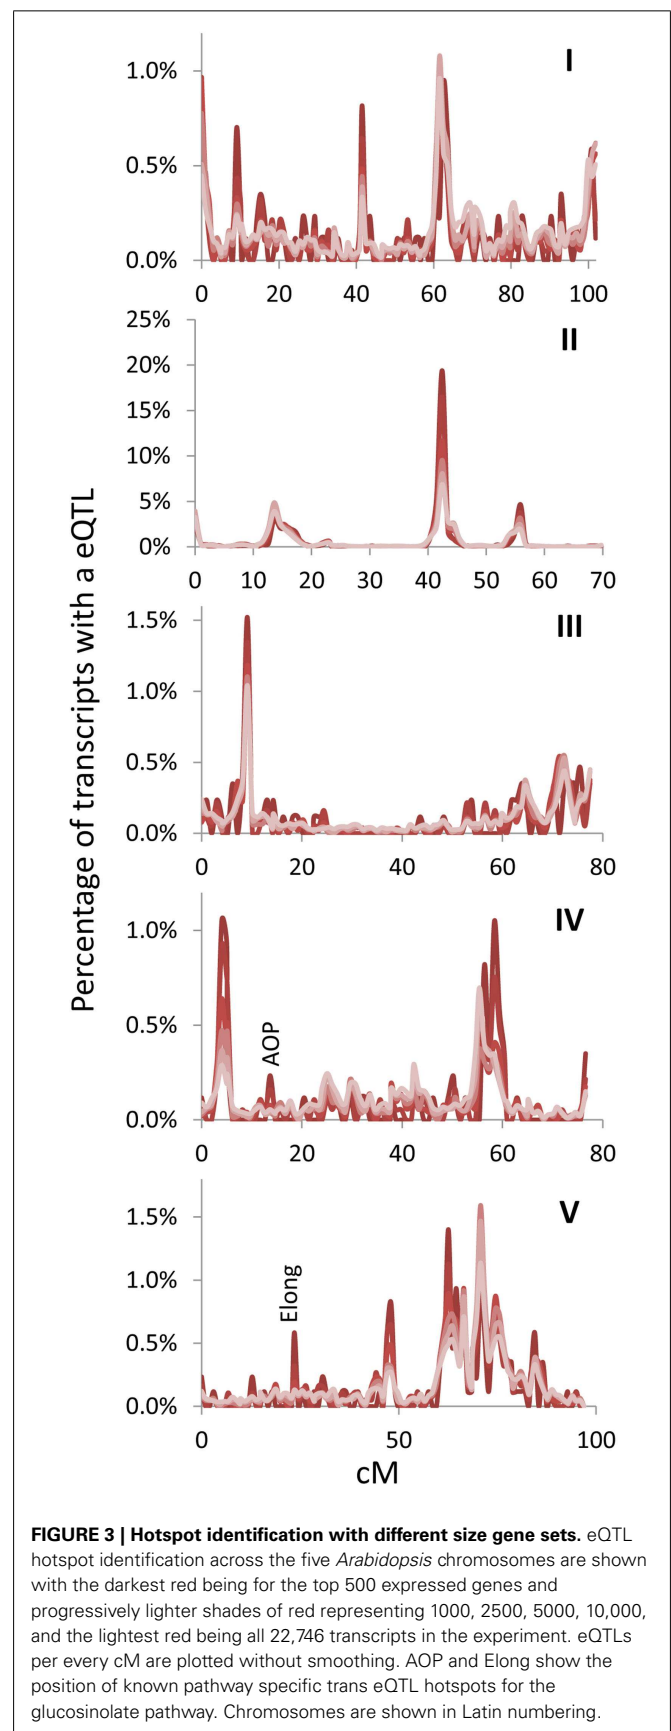 Percentage of transcripts with a eQTL
I
1.0%
0.5%
0.0%
0 20 40 60 80 100
II
25%
20%
15%
10%
5%
0%
0 10 20 30 40 50 60 70
III
1.5%
1.0%
0.5%
0.0%
0 20 40 60 80
IV
1.0%
0.5%
0.0%
AOP
0 20 40 60 80
V
1.5%
1.0%
0.5%
0.0%
Elong
0 50 100
cM
FIGURE 3 | Hotspot identification with different size gene sets. eQTL
hotspot identification across the five Arabidopsis chromosomes are shown
with the darkest red being for the top 500 expressed genes and
progressively lighter shades of red representing 1000, 2500, 5000, 10,000,
and the lightest red being all 22,746 transcripts in the experiment. eQTLs
per every cM are plotted without smoothing. AOP and Elong show the
position of known pathway specific trans eQTL hotspots for the
glucosinolate pathway. Chromosomes are shown in Latin numbering.